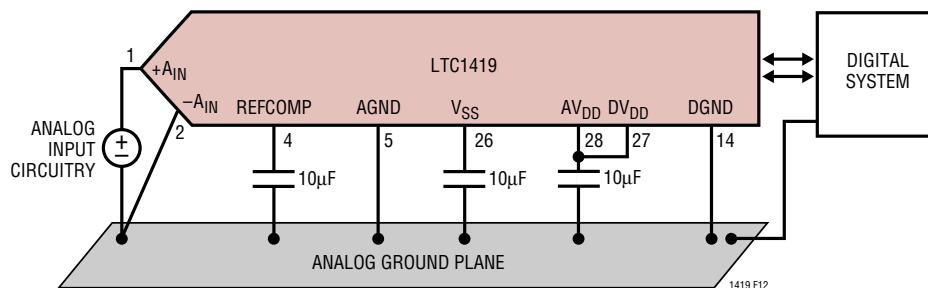 LTC1419
DIGITAL
SYSTEM
1
+AIN
−AIN
2
REFCOMP
AGND
VSS
AVDD
DVDD
DGND
4
5
26
28
27
14
ANALOG
INPUT
CIRCUITRY
+
−
10µF
10µF
10µF
ANALOG GROUND PLANE
1419 F12